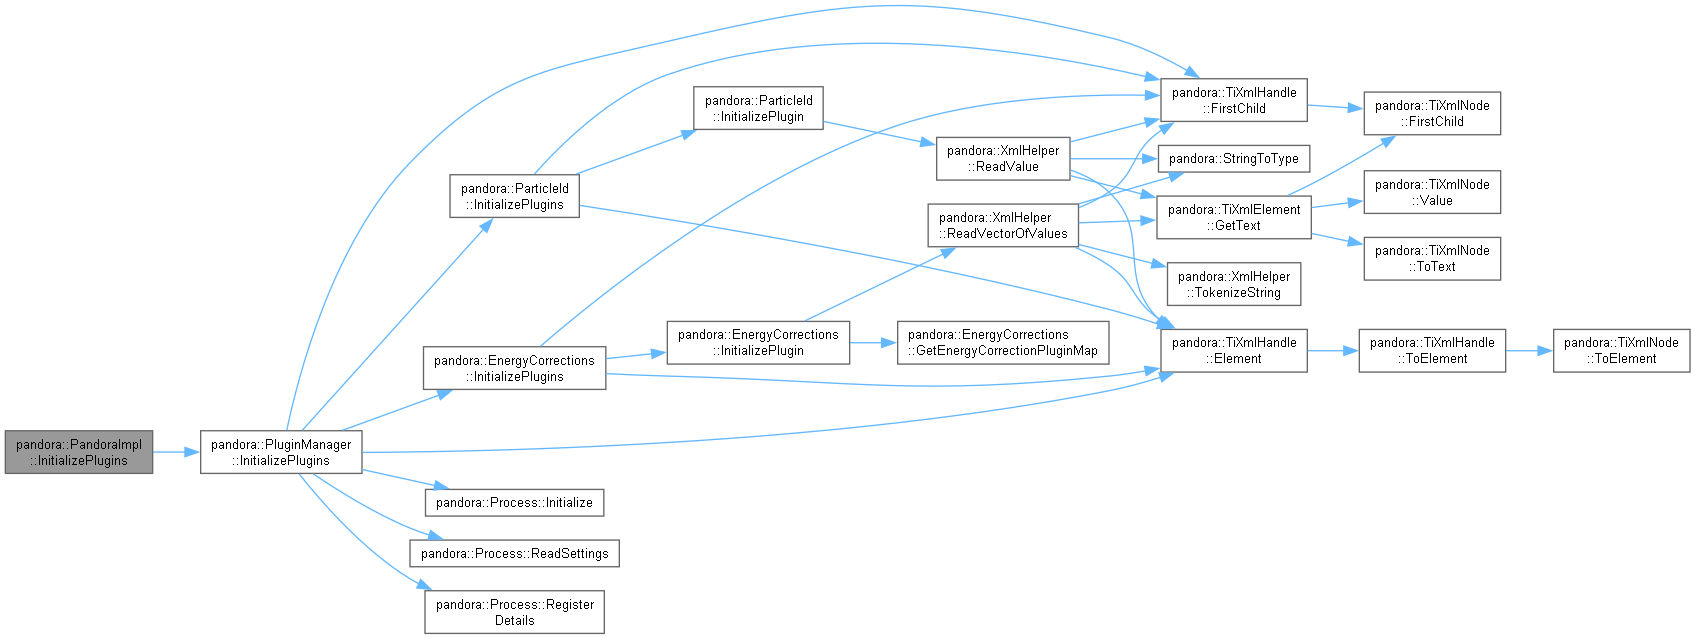 pandora::PandoraImpl
::InitializePlugins
pandora::PluginManager
::InitializePlugins
pandora::ParticleId
::InitializePlugins
pandora::EnergyCorrections
::InitializePlugins
pandora::Process::Initialize
pandora::Process::ReadSettings
pandora::Process::Register
Details
pandora::ParticleId
::InitializePlugin
pandora::EnergyCorrections
::InitializePlugin
pandora::XmlHelper
::ReadValue
pandora::XmlHelper
::ReadVectorOfValues
pandora::EnergyCorrections
::GetEnergyCorrectionPluginMap
pandora::TiXmlHandle
::FirstChild
pandora::StringToType
pandora::TiXmlElement
::GetText
pandora::XmlHelper
::TokenizeString
pandora::TiXmlHandle
::Element
pandora::TiXmlNode
::FirstChild
pandora::TiXmlNode
::Value
pandora::TiXmlNode
::ToText
pandora::TiXmlHandle
::ToElement
pandora::TiXmlNode
::ToElement